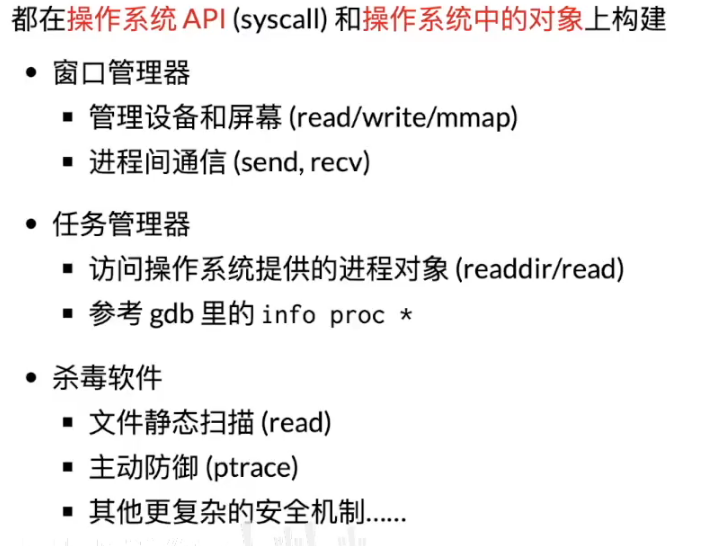 都在操作系统 API (syscall) 和操作系统中的对象上构建
• 窗口管理器
▪ 管理设备和屏幕 (read/write/mmap)
▪ 进程间通信 (send, recv)
• 任务管理器
▪ 访问操作系统提供的进程对象 (readdir/read)
▪ 参考 gdb 里的 info proc *
• 杀毒软件
▪ 文件静态扫描 (read)
▪ 主动防御 (ptrace)
▪ 其他更复杂的安全机制……